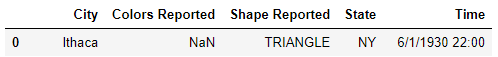 City Colors Reported Shape Reported State Time
0 Ithaca NaN TRIANGLE NY 6/1/1930 22:00